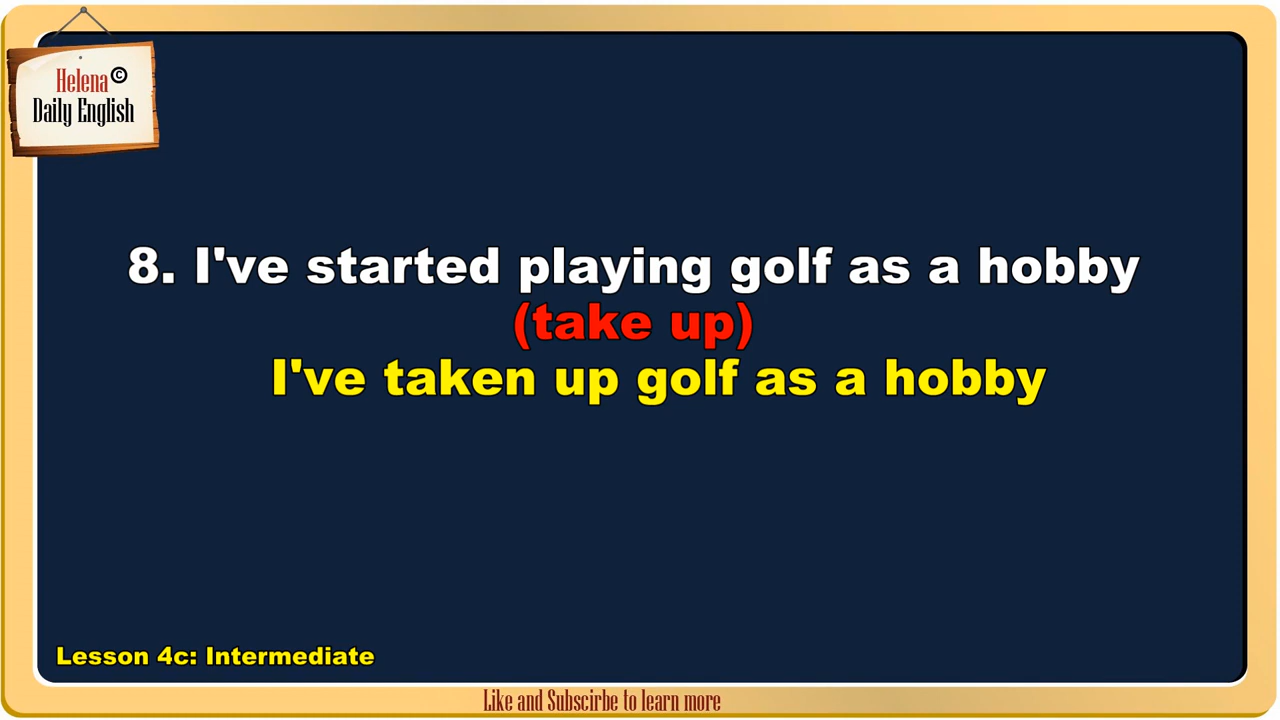 Helena ©
Daily English
8. I've started playing golf as a hobby
(take up)
I've taken up golf as a hobby
Lesson 4c: Intermediate
Like and Subscirbe to learn more